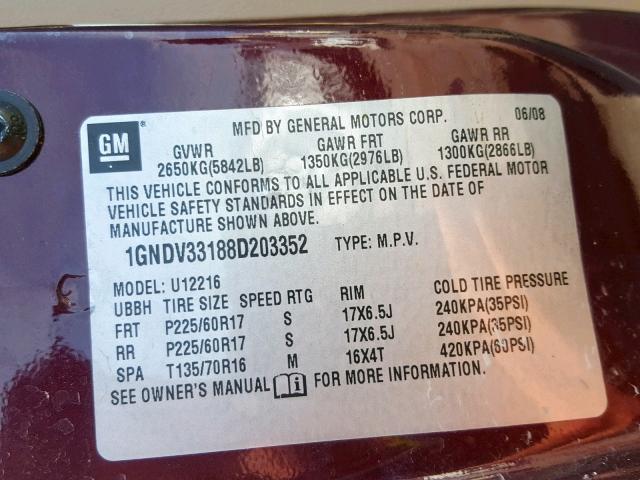 GM ® MFD BY GENERAL MOTORS CORP. 06/08
GVWR GAWR FRT GAWR RR
2650KG(5842LB) 1350KG(2976LB) 1300KG(2866LB)
THIS VEHICLE CONFORMS TO ALL APPLICABLE U.S. FEDERAL MOTOR
VEHICLE SAFETY STANDARDS IN EFFECT ON THE DATE OF
MANUFACTURE SHOWN ABOVE.
1GNDV33188D203352 TYPE: M.P.V.
MODEL: U12216
UBBH TIRE SIZE SPEED RTG RIM COLD TIRE PRESSURE
FRT P225/60R17 S 17X6.5J 240KPA(35PSI)
RR P225/60R17 S 17X6.5J 240KPA(35PSI)
SPA T135/70R16 M 16X4T 420KPA(60PSI)
SEE OWNER'S MANUAL FOR MORE INFORMATION.